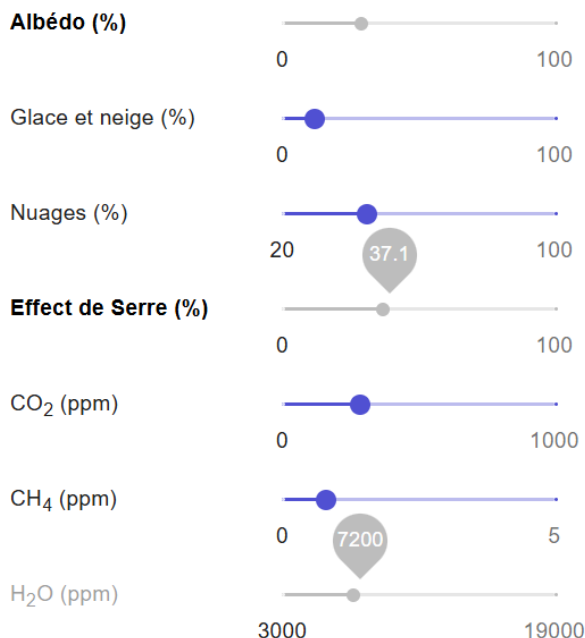 Albédo (%)
0 100
Glace et neige (%)
0 100
Nuages (%)
20 100
37.1
Effect de Serre (%)
0 100
CO₂ (ppm)
0 1000
CH₄ (ppm)
0 5
7200
H₂O (ppm)
3000 19000